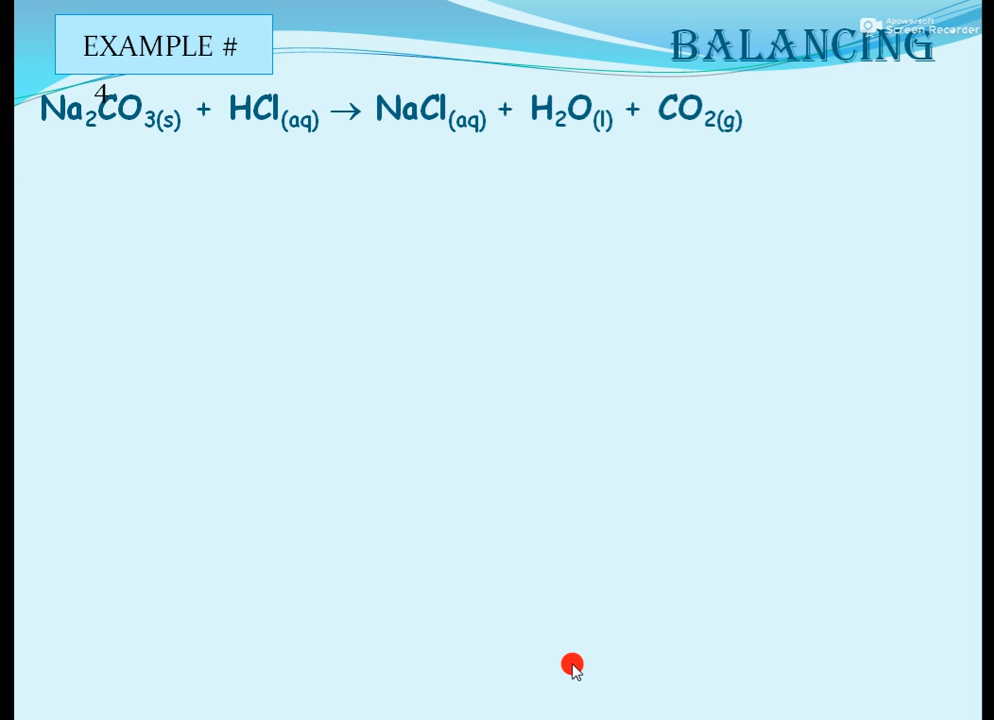 EXAMPLE #
4
BALANCING
Apowersoft
Screen Recorder
Na₂CO₃(s) + HCl(aq) → NaCl(aq) + H₂O(l) + CO₂(g)